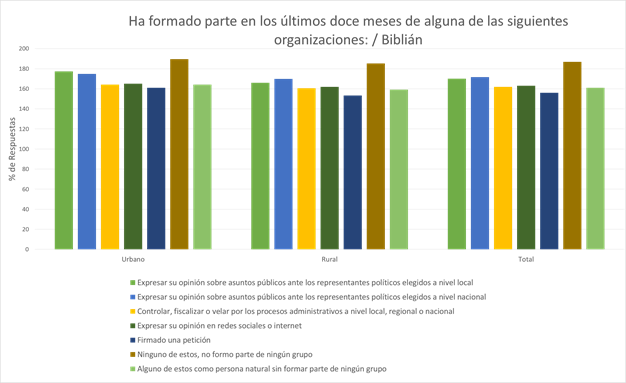 Ha formado parte en los últimos doce meses de alguna de las siguientes
organizaciones: / Biblián
% de Respuestas
200
180
160
140
120
100
80
60
40
20
0
Urbano Rural Total
Expresar su opinión sobre asuntos públicos ante los representantes políticos elegidos a nivel local
Expresar su opinión sobre asuntos públicos ante los representantes políticos elegidos a nivel nacional
Controlar, fiscalizar o velar por los procesos administrativos a nivel local, regional o nacional
Expresar su opinión en redes sociales o internet
Firmado una petición
Ninguno de estos, no formo parte de ningún grupo
Alguno de estos como persona natural sin formar parte de ningún grupo